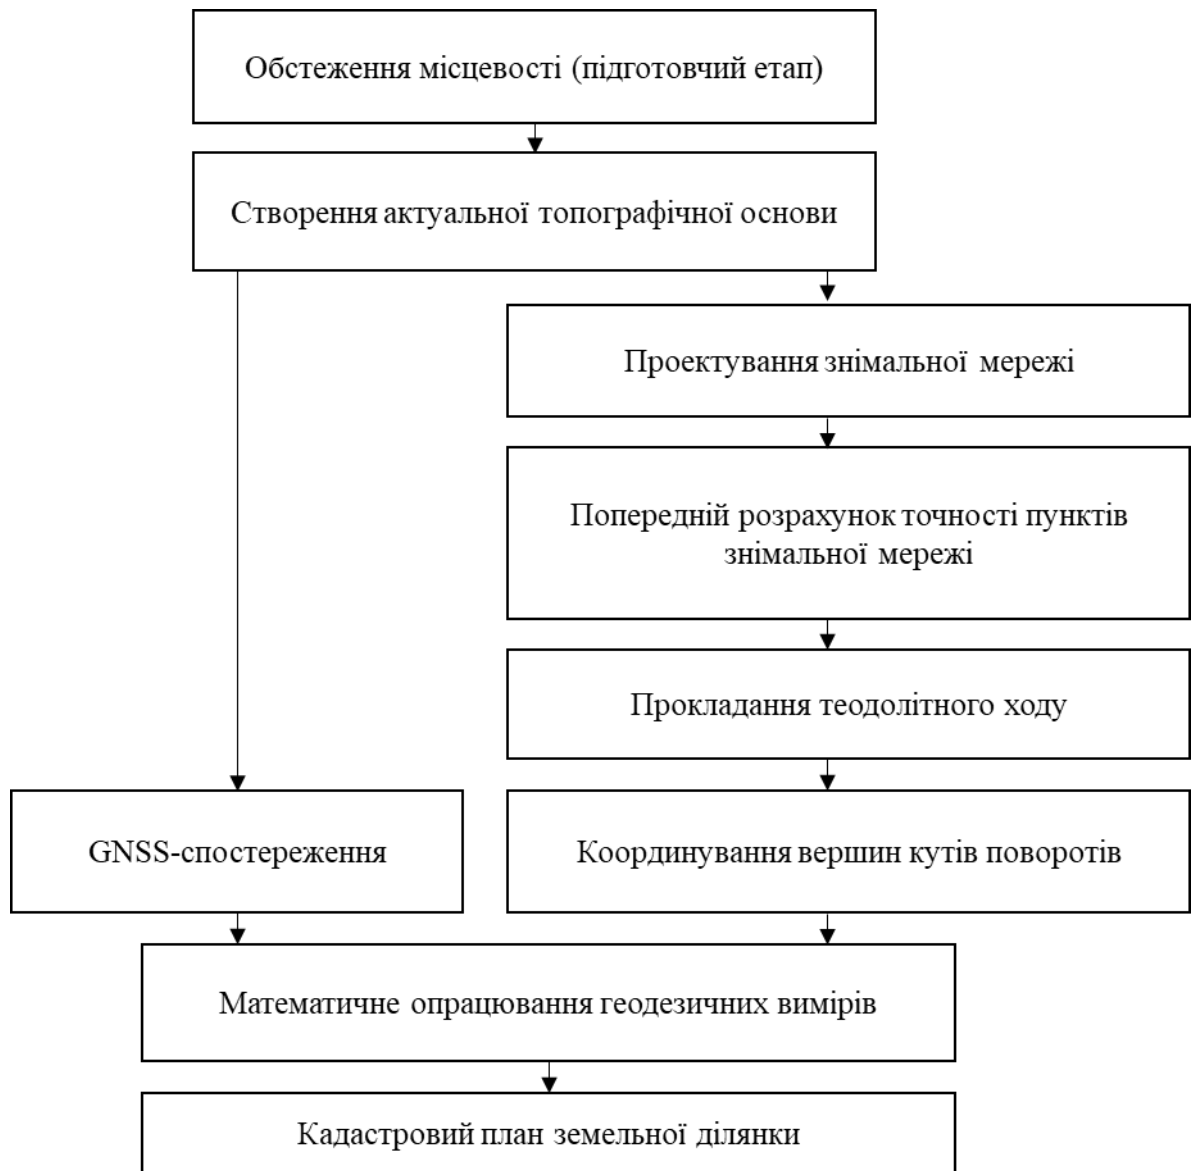 Обстеження місцевості (підготовчий етап)
Створення актуальної топографічної основи
Проектування знімальної мережі
Попередній розрахунок точності пунктів
знімальної мережі
Прокладання теодолітного ходу
GNSS-спостереження
Координування вершин кутів поворотів
Математичне опрацювання геодезичних вимірів
Кадастровий план земельної ділянки